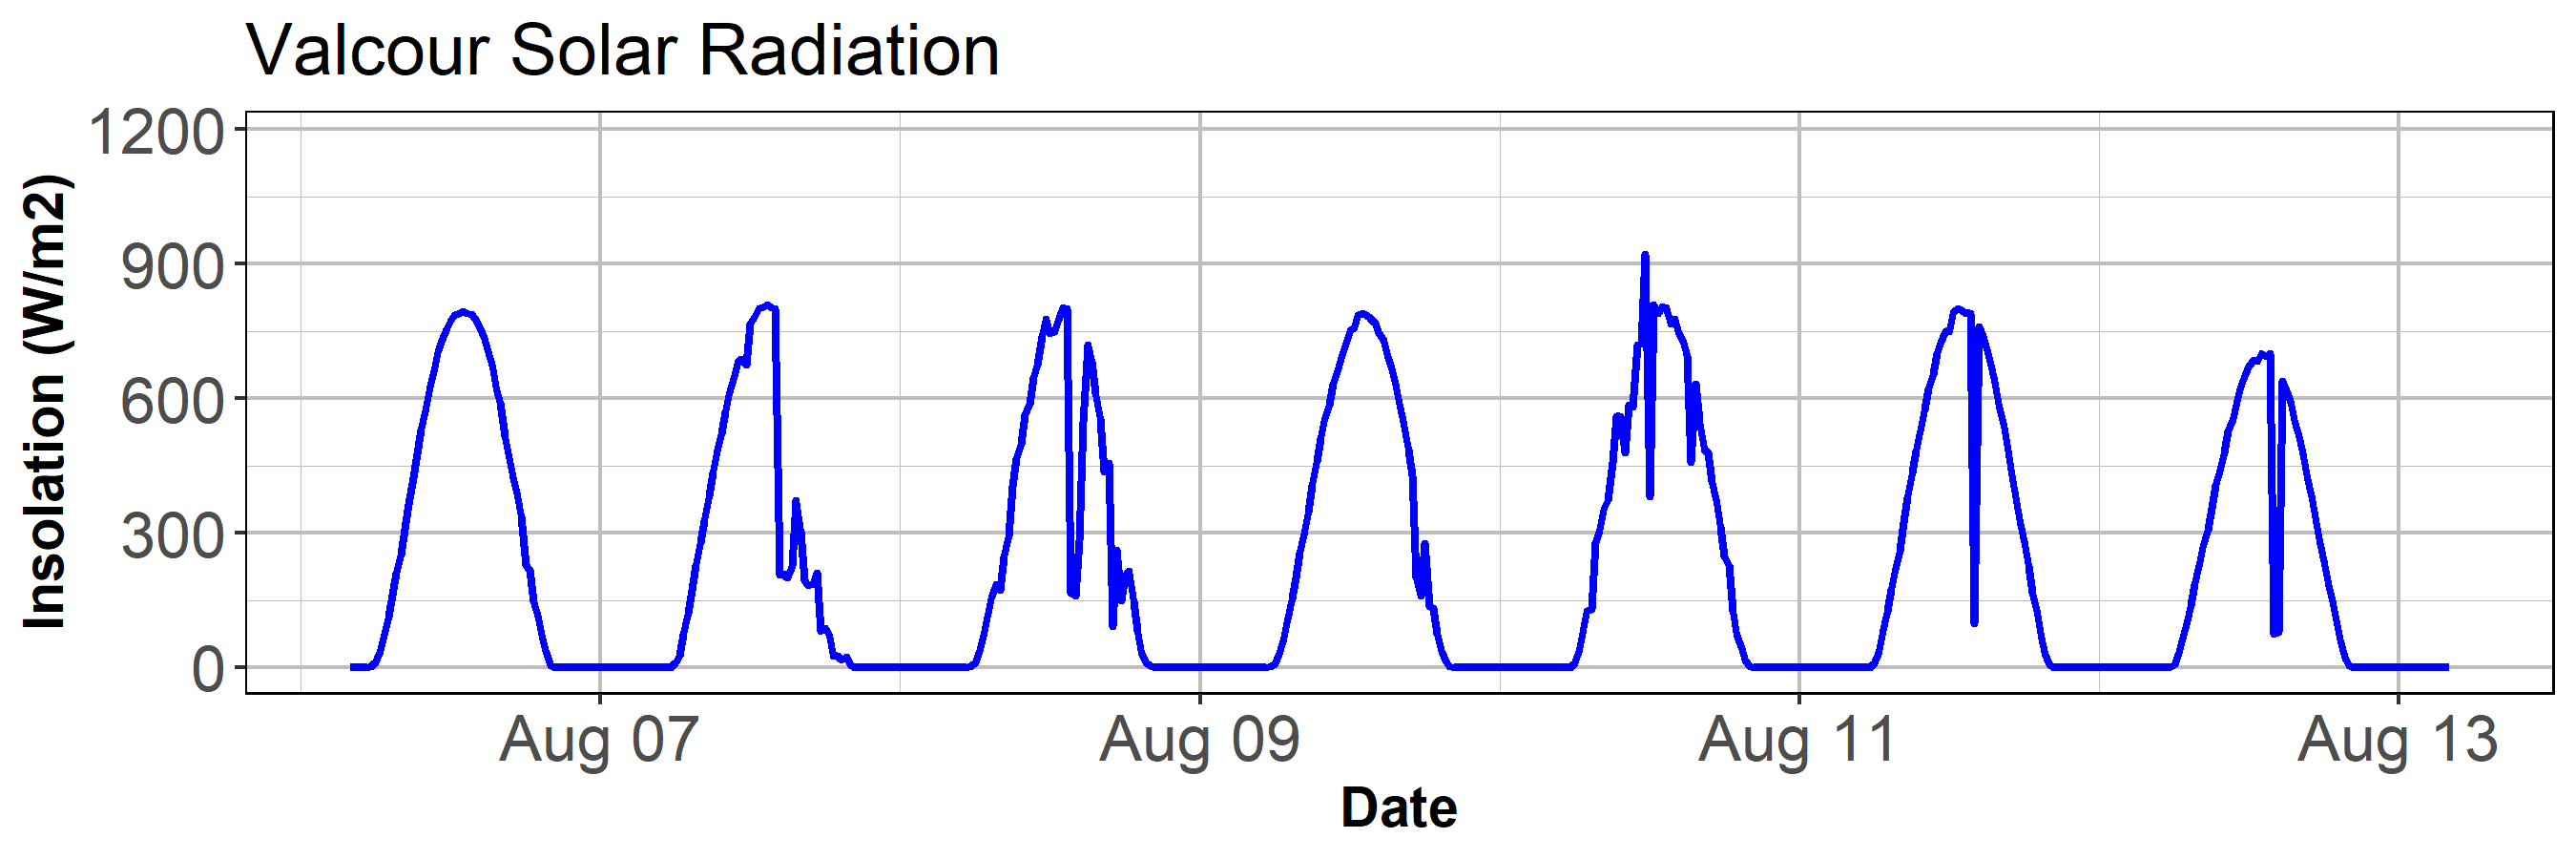 Valcour Solar Radiation
1200
900
600
300
0
Insolation (W/m2)
Aug 07 Aug 09 Aug 11 Aug 13
Date